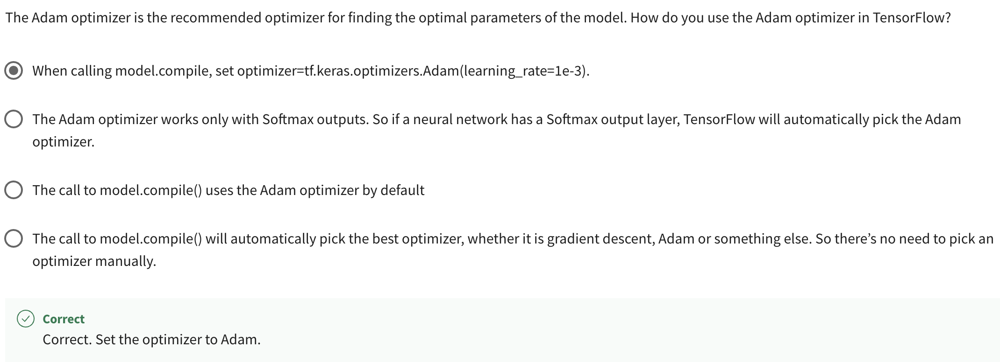 The Adam optimizer is the recommended optimizer for finding the optimal parameters of the model. How do you use the Adam optimizer in TensorFlow?
When calling model.compile, set optimizer=tf.keras.optimizers.Adam(learning_rate=1e-3).
The Adam optimizer works only with Softmax outputs. So if a neural network has a Softmax output layer, TensorFlow will automatically pick the Adam
optimizer.
The call to model.compile() uses the Adam optimizer by default
The call to model.compile() will automatically pick the best optimizer, whether it is gradient descent, Adam or something else. So there’s no need to pick an
optimizer manually.
Correct
Correct. Set the optimizer to Adam.